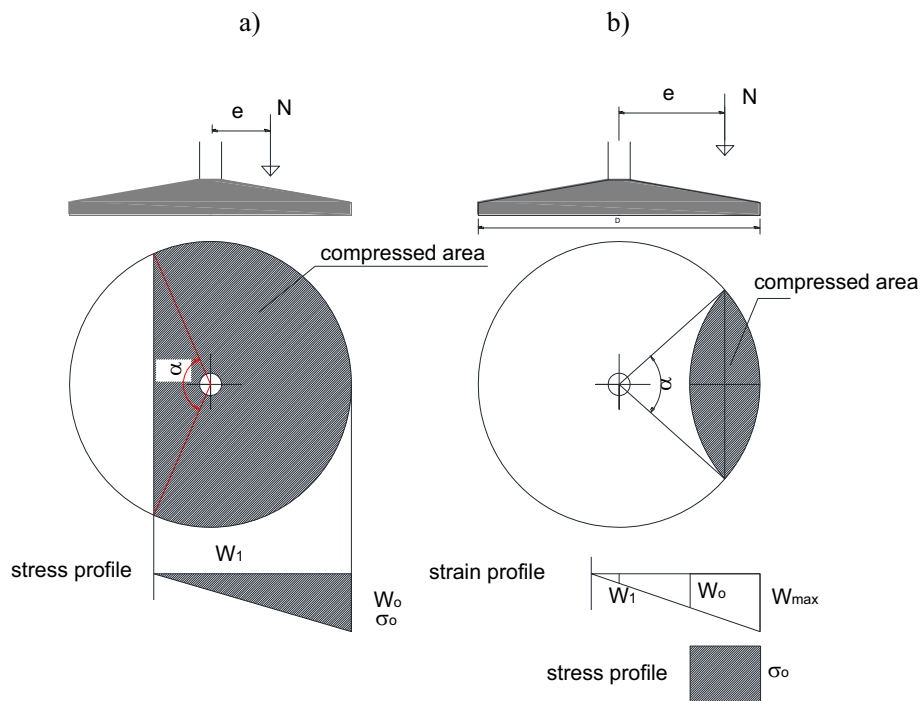 a)
b)
e
N
e
N
D
compressed area
compressed area
α
α
W1
stress profile
Wo
σo
strain profile
W1
Wo
Wmax
stress profile
σo